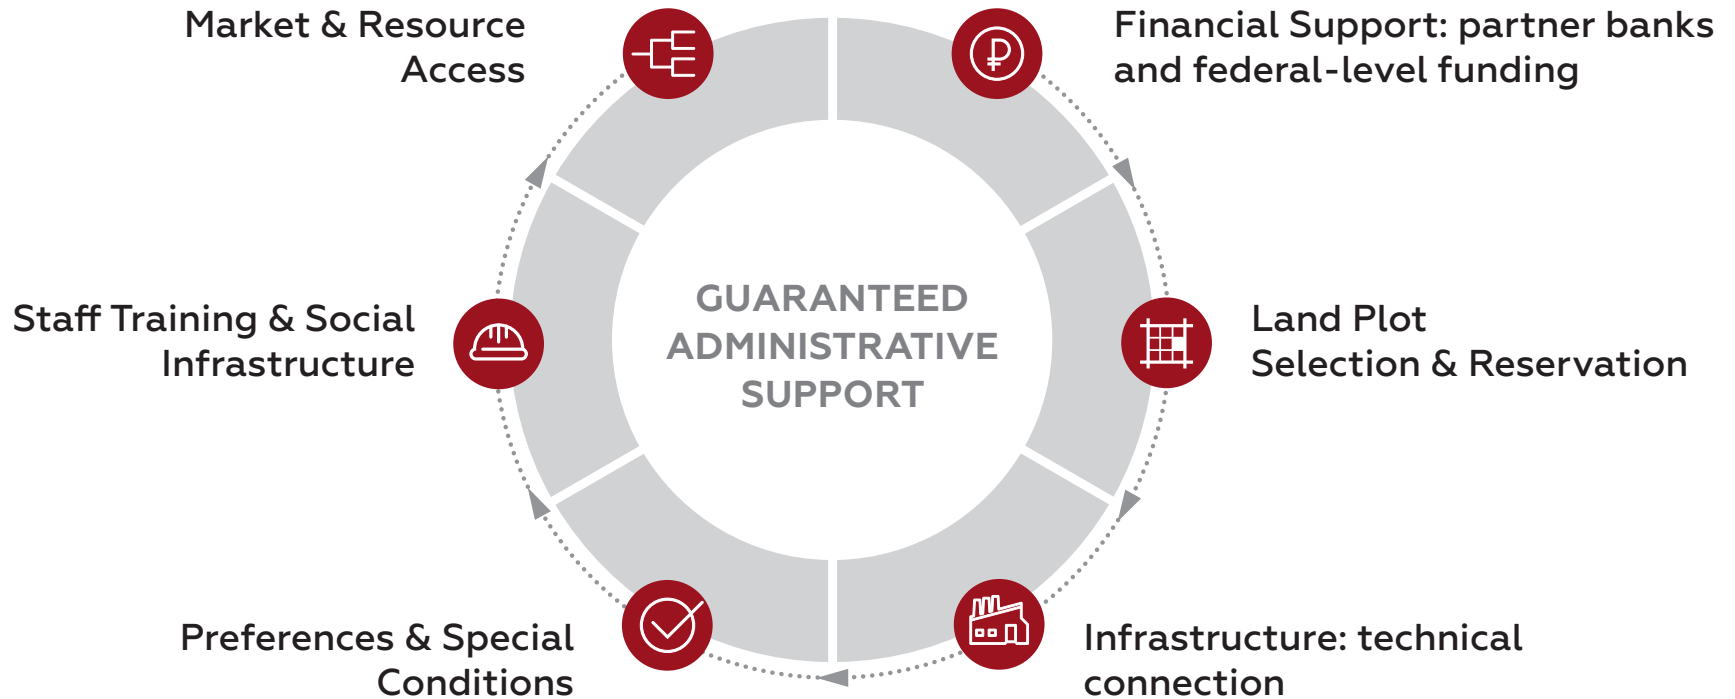 Market & Resource
Access
Financial Support: partner banks
and federal-level funding
Staff Training & Social
Infrastructure
GUARANTEED
ADMINISTRATIVE
SUPPORT
Land Plot
Selection & Reservation
Preferences & Special
Conditions
Infrastructure: technical
connection